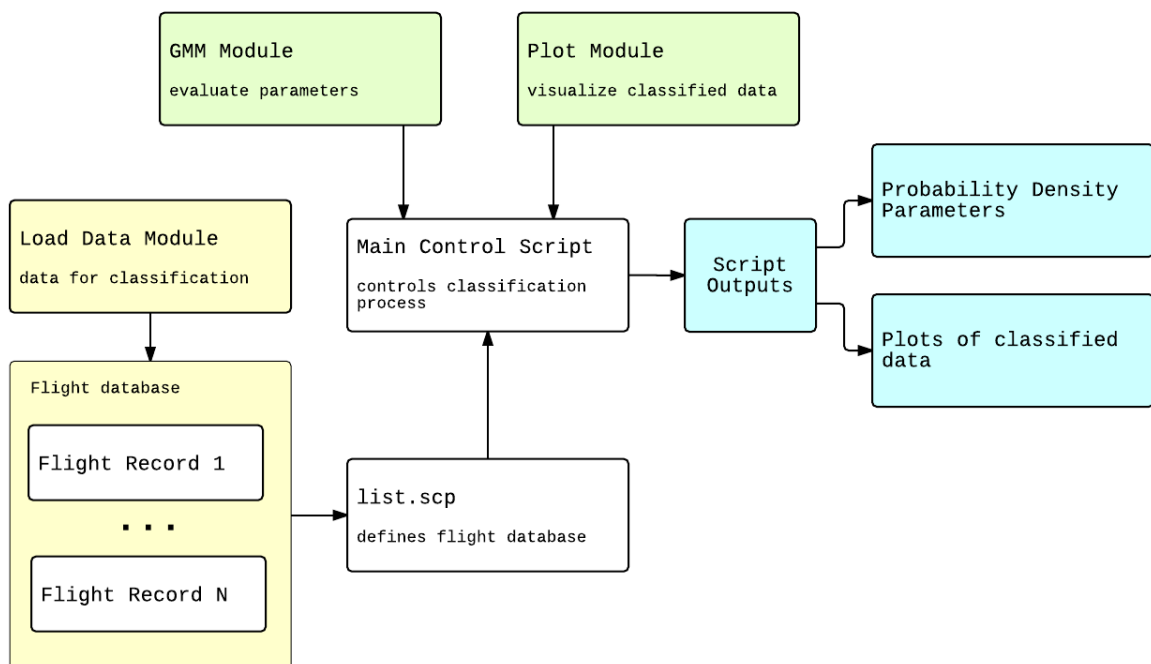 GMM Module
evaluate parameters
Plot Module
visualize classified data
Probability Density
Parameters
Load Data Module
data for classification
Main Control Script
controls classification
process
Script
Outputs
Plots of classified
data
Flight database
Flight Record 1
...
Flight Record N
list.scp
defines flight database